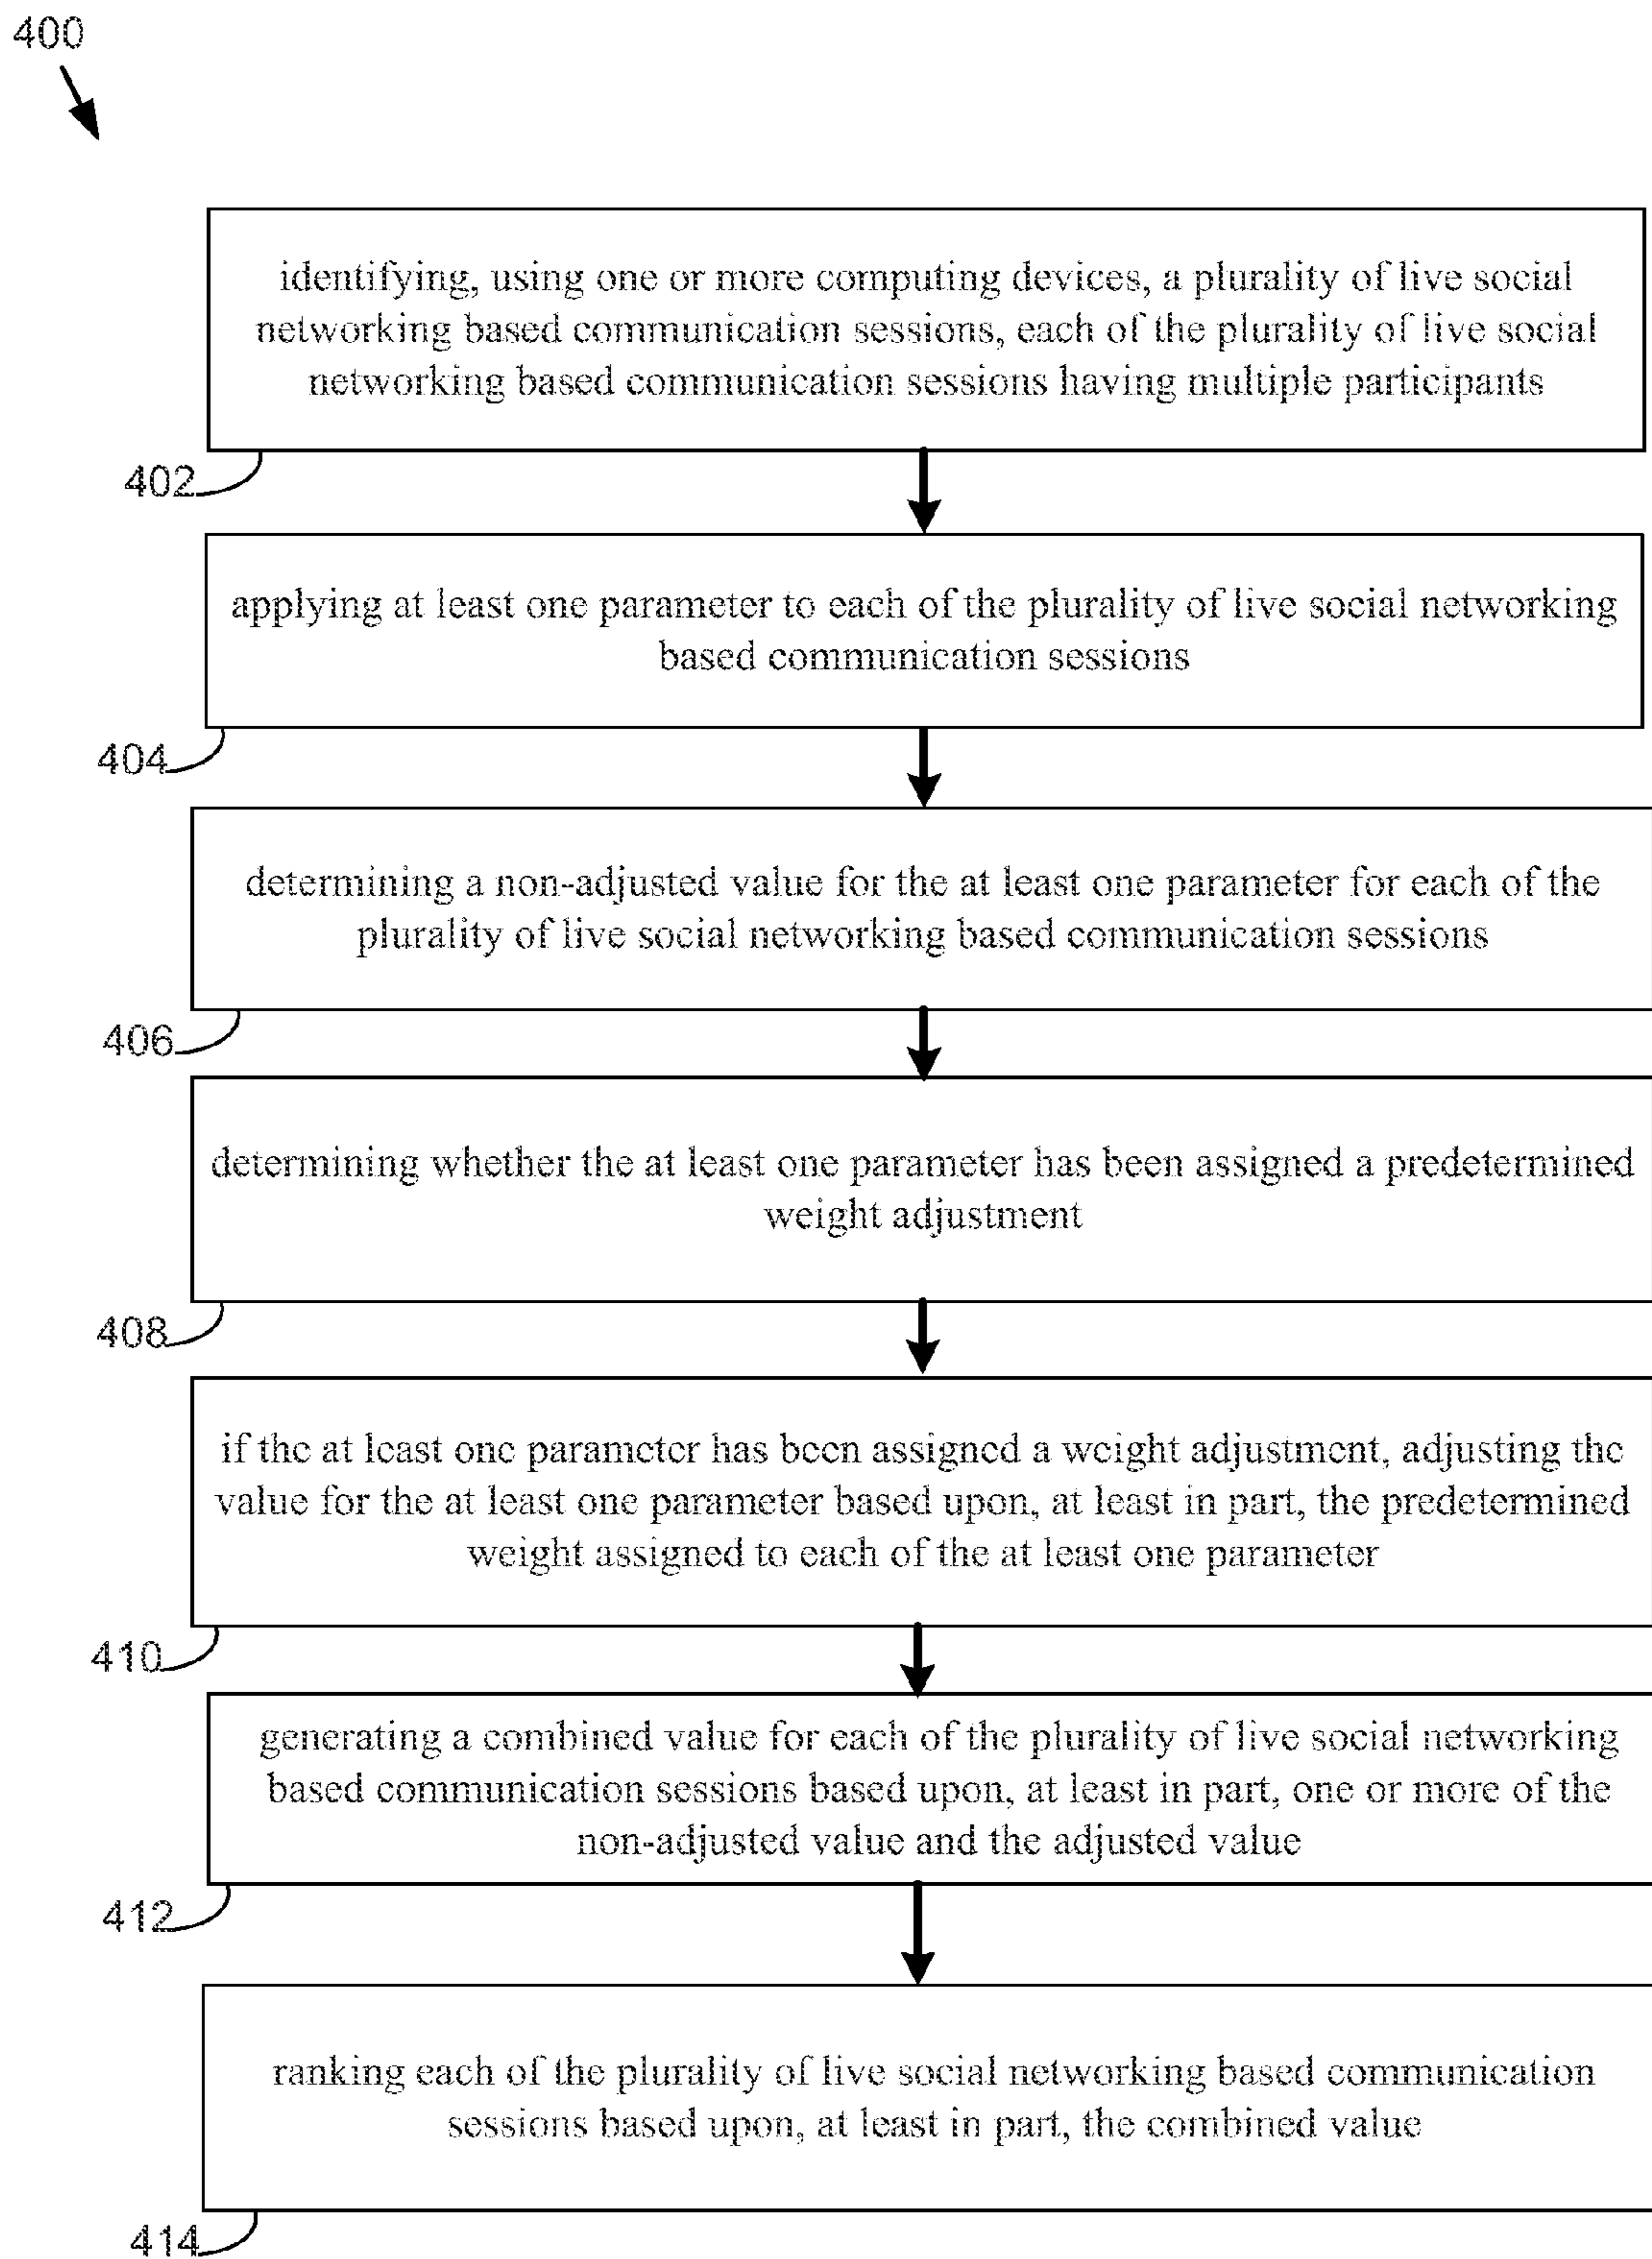 400
identifying, using one or more computing devices, a plurality of live social
networking based communication sessions, each of the plurality of live social
networking based communication sessions having multiple participants
402
applying at least one parameter to each of the plurality of live social networking
based communication sessions
404
determining a non-adjusted value for the at least one parameter for each of the
plurality of live social networking based communication sessions
406
determining whether the at least one parameter has been assigned a predetermined
weight adjustment
408
if the at least one parameter has been assigned a weight adjustment, adjusting the
value for the at least one parameter based upon, at least in part, the predetermined
weight assigned to each of the at least one parameter
410
generating a combined value for each of the plurality of live social networking
based communication sessions based upon, at least in part, one or more of the
non-adjusted value and the adjusted value
412
ranking each of the plurality of live social networking based communication
sessions based upon, at least in part, the combined value
414